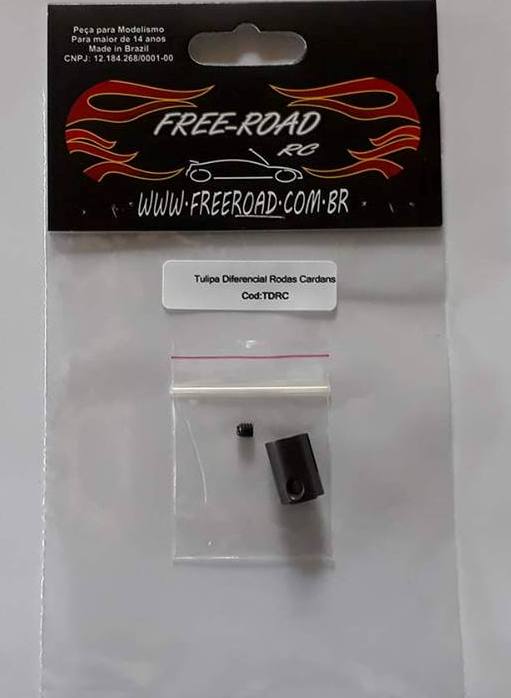 Peça para Modelismo
Para maior de 14 anos
Made in Brazil
CNPJ: 12.184.268/0001-00
FREE-ROAD
RC
WWW·FREEROAD·COM·BR
Tulipa Diferencial Rodas Cardans
Cod:TDRC